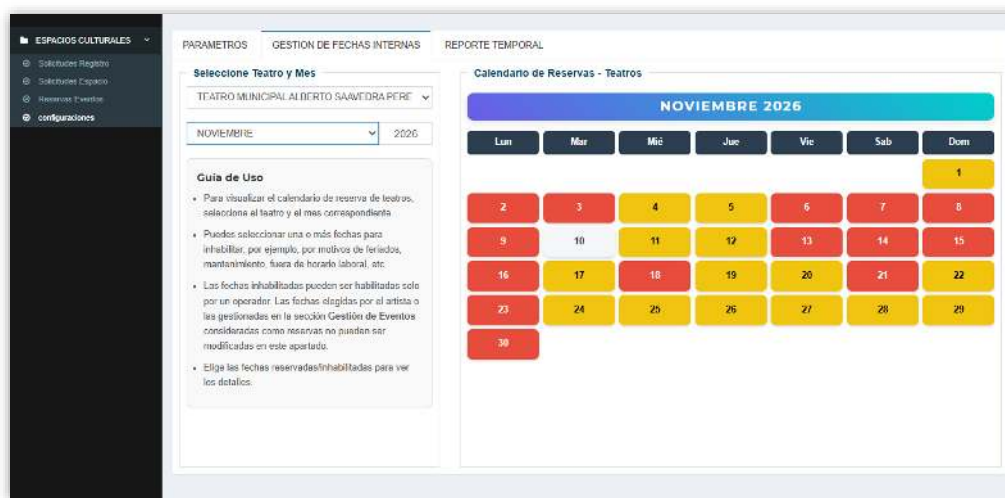 ESPACIOS CULTURALES
Solicitudes Registro
Solicitudes Espacio
Reservas Eventos
configuraciones
PARAMETROS
GESTION DE FECHAS INTERNAS
REPORTE TEMPORAL
Seleccione Teatro y Mes
TEATRO MUNICIPAL ALBERTO SAAVEDRA PERE
NOVIEMBRE
2026
Guía de Uso
• Para visualizar el calendario de reserva de teatros,
selecciona el teatro y el mes correspondiente.
• Puedes seleccionar una o más fechas para
inhabilitar, por ejemplo, por motivos de feriados,
mantenimiento, fuera de horario laboral, etc.
• Las fechas inhabilitadas pueden ser habilitadas solo
por un operador. Las fechas elegidas por el artista o
las gestionadas en la sección Gestión de Eventos
consideradas como reservas no pueden ser
modificadas en este apartado.
• Elige las fechas reservadas/inhabilitadas para ver
los detalles.
Calendario de Reservas - Teatros
NOVIEMBRE 2026
Lun Mar Mié Jue Vie Sab Dom
1
2 3 4 5 6 7 8
9 10 11 12 13 14 15
16 17 18 19 20 21 22
23 24 25 26 27 28 29
30